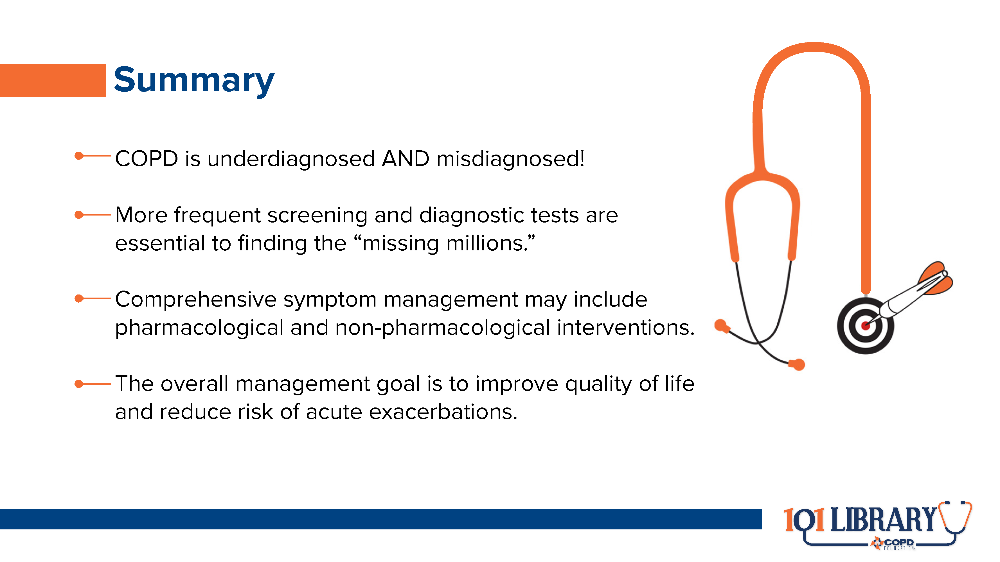 Summary
COPD is underdiagnosed AND misdiagnosed!
More frequent screening and diagnostic tests are
essential to finding the “missing millions.”
Comprehensive symptom management may include
pharmacological and non-pharmacological interventions.
The overall management goal is to improve quality of life
and reduce risk of acute exacerbations.
101 LIBRARY
COPD
FOUNDATION®